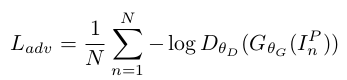 $L_{adv} = \frac{1}{N} \sum_{n=1}^{N} -\log D_{\theta_D}(G_{\theta_G}(I_n^P))$